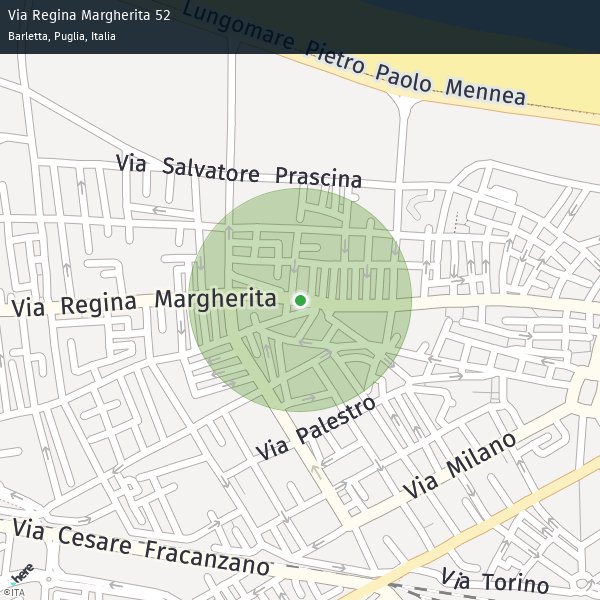 Via Regina Margherita 52
Barletta, Puglia, Italia
Lungomare Pietro Paolo Mennea
Via Salvatore Prascina
Via Regina Margherita
Via Palestro
Via Milano
Via Cesare Fracanzano
Via Torino
here
©ITA